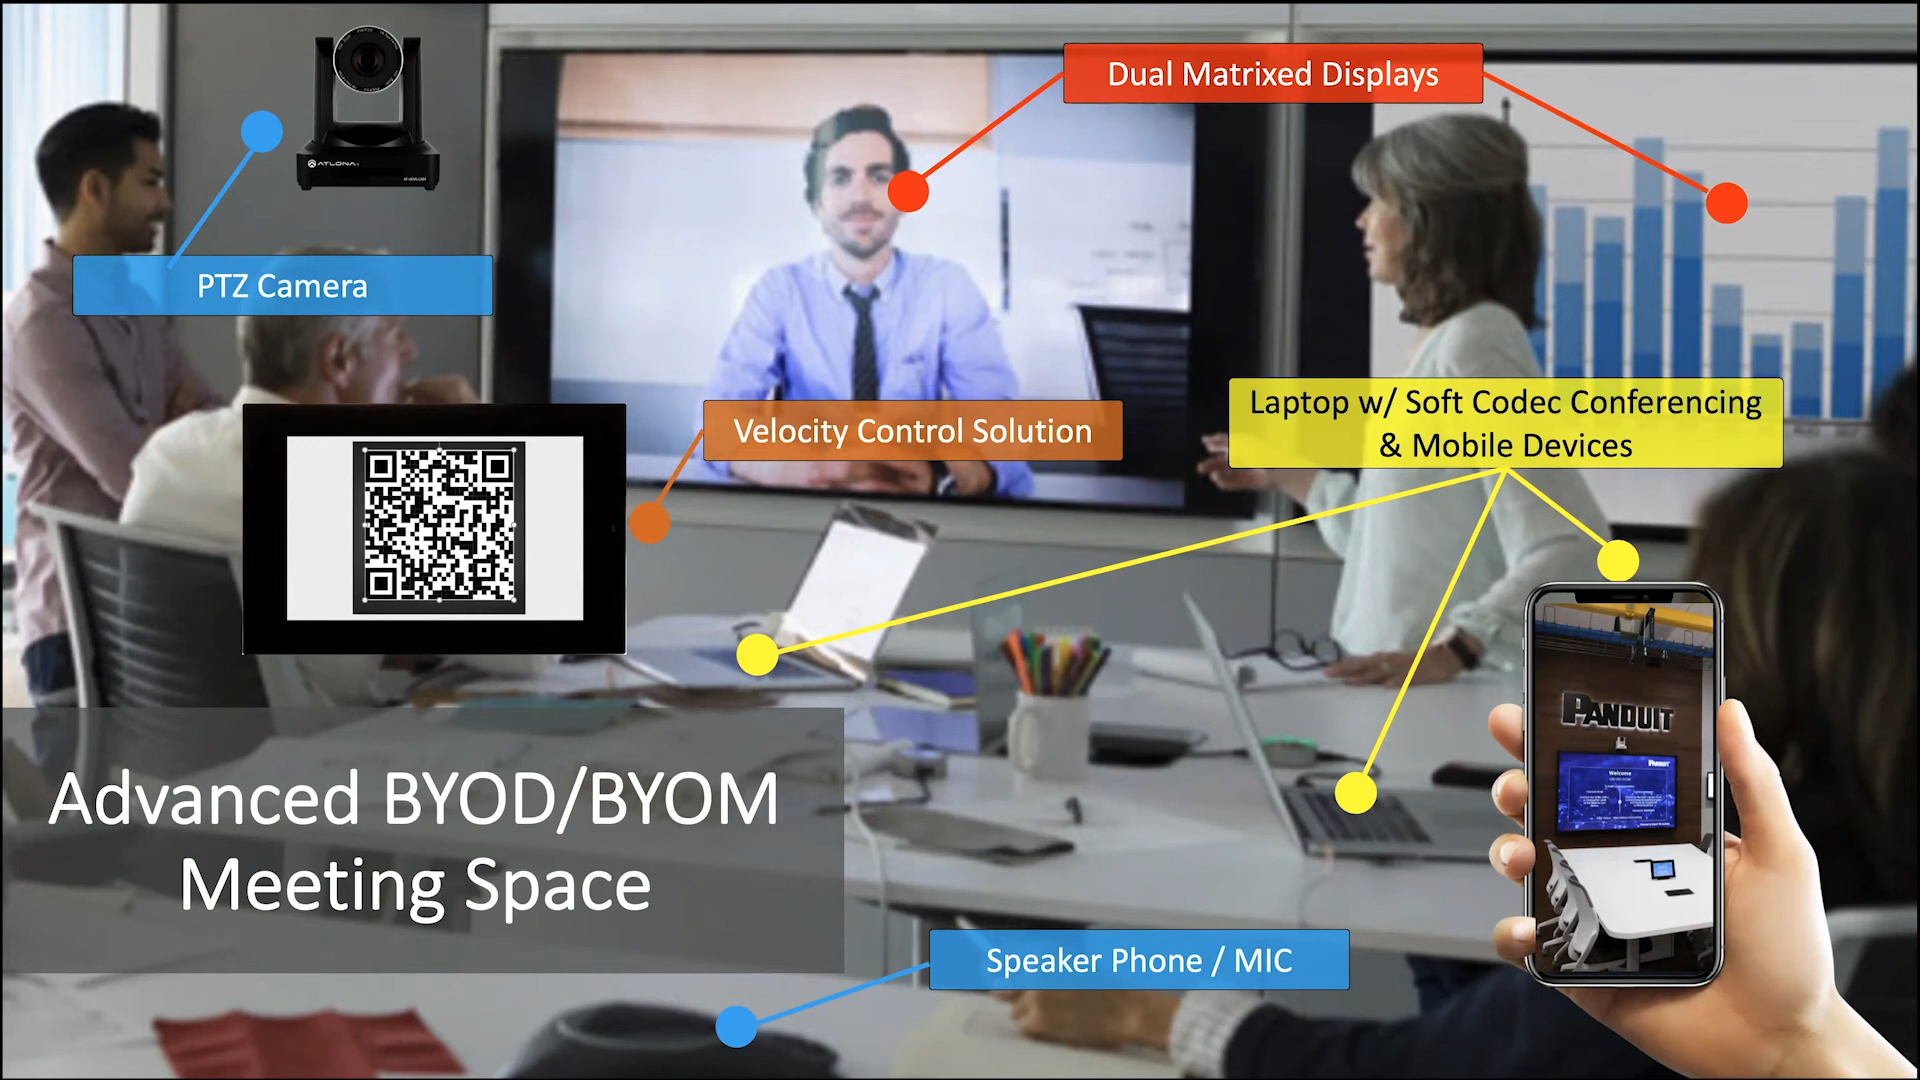 Dual Matrixed Displays
ATLONA
PTZ Camera
Laptop w/ Soft Codec Conferencing
& Mobile Devices
Velocity Control Solution
PANDUIT
PANDUIT
Welcome
Advanced BYOD/BYOM
Meeting Space
Speaker Phone / MIC